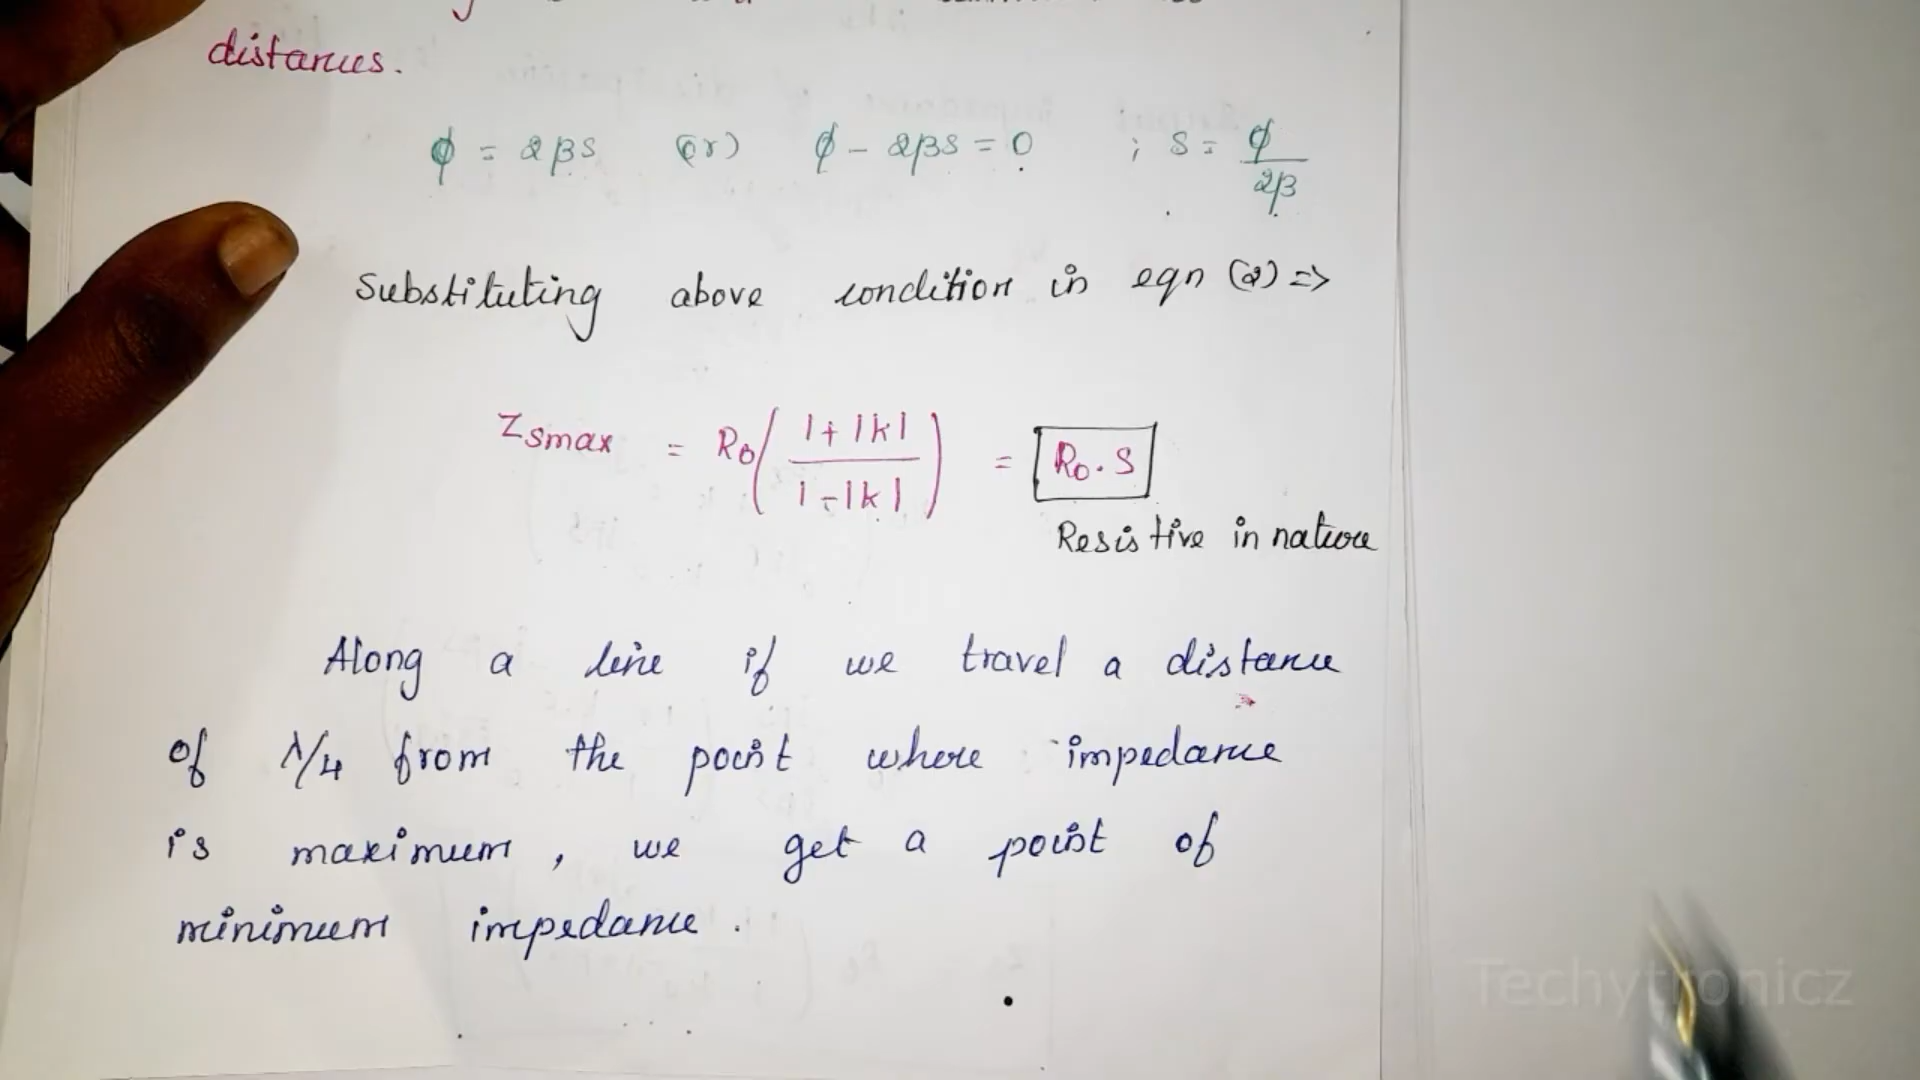 distances.
ϕ = 2βs (or) ϕ - 2βs = 0 ; s = ϕ/2β
Substituting above condition in eqn (2) =>
Zsmax = R0 ( 1+|k| / 1-|k| ) = R0 . S
Resistive in nature
Along a line if we travel a distance
of λ/4 from the point where impedance
is maximum, we get a point of
minimum impedance.
Techytronicz